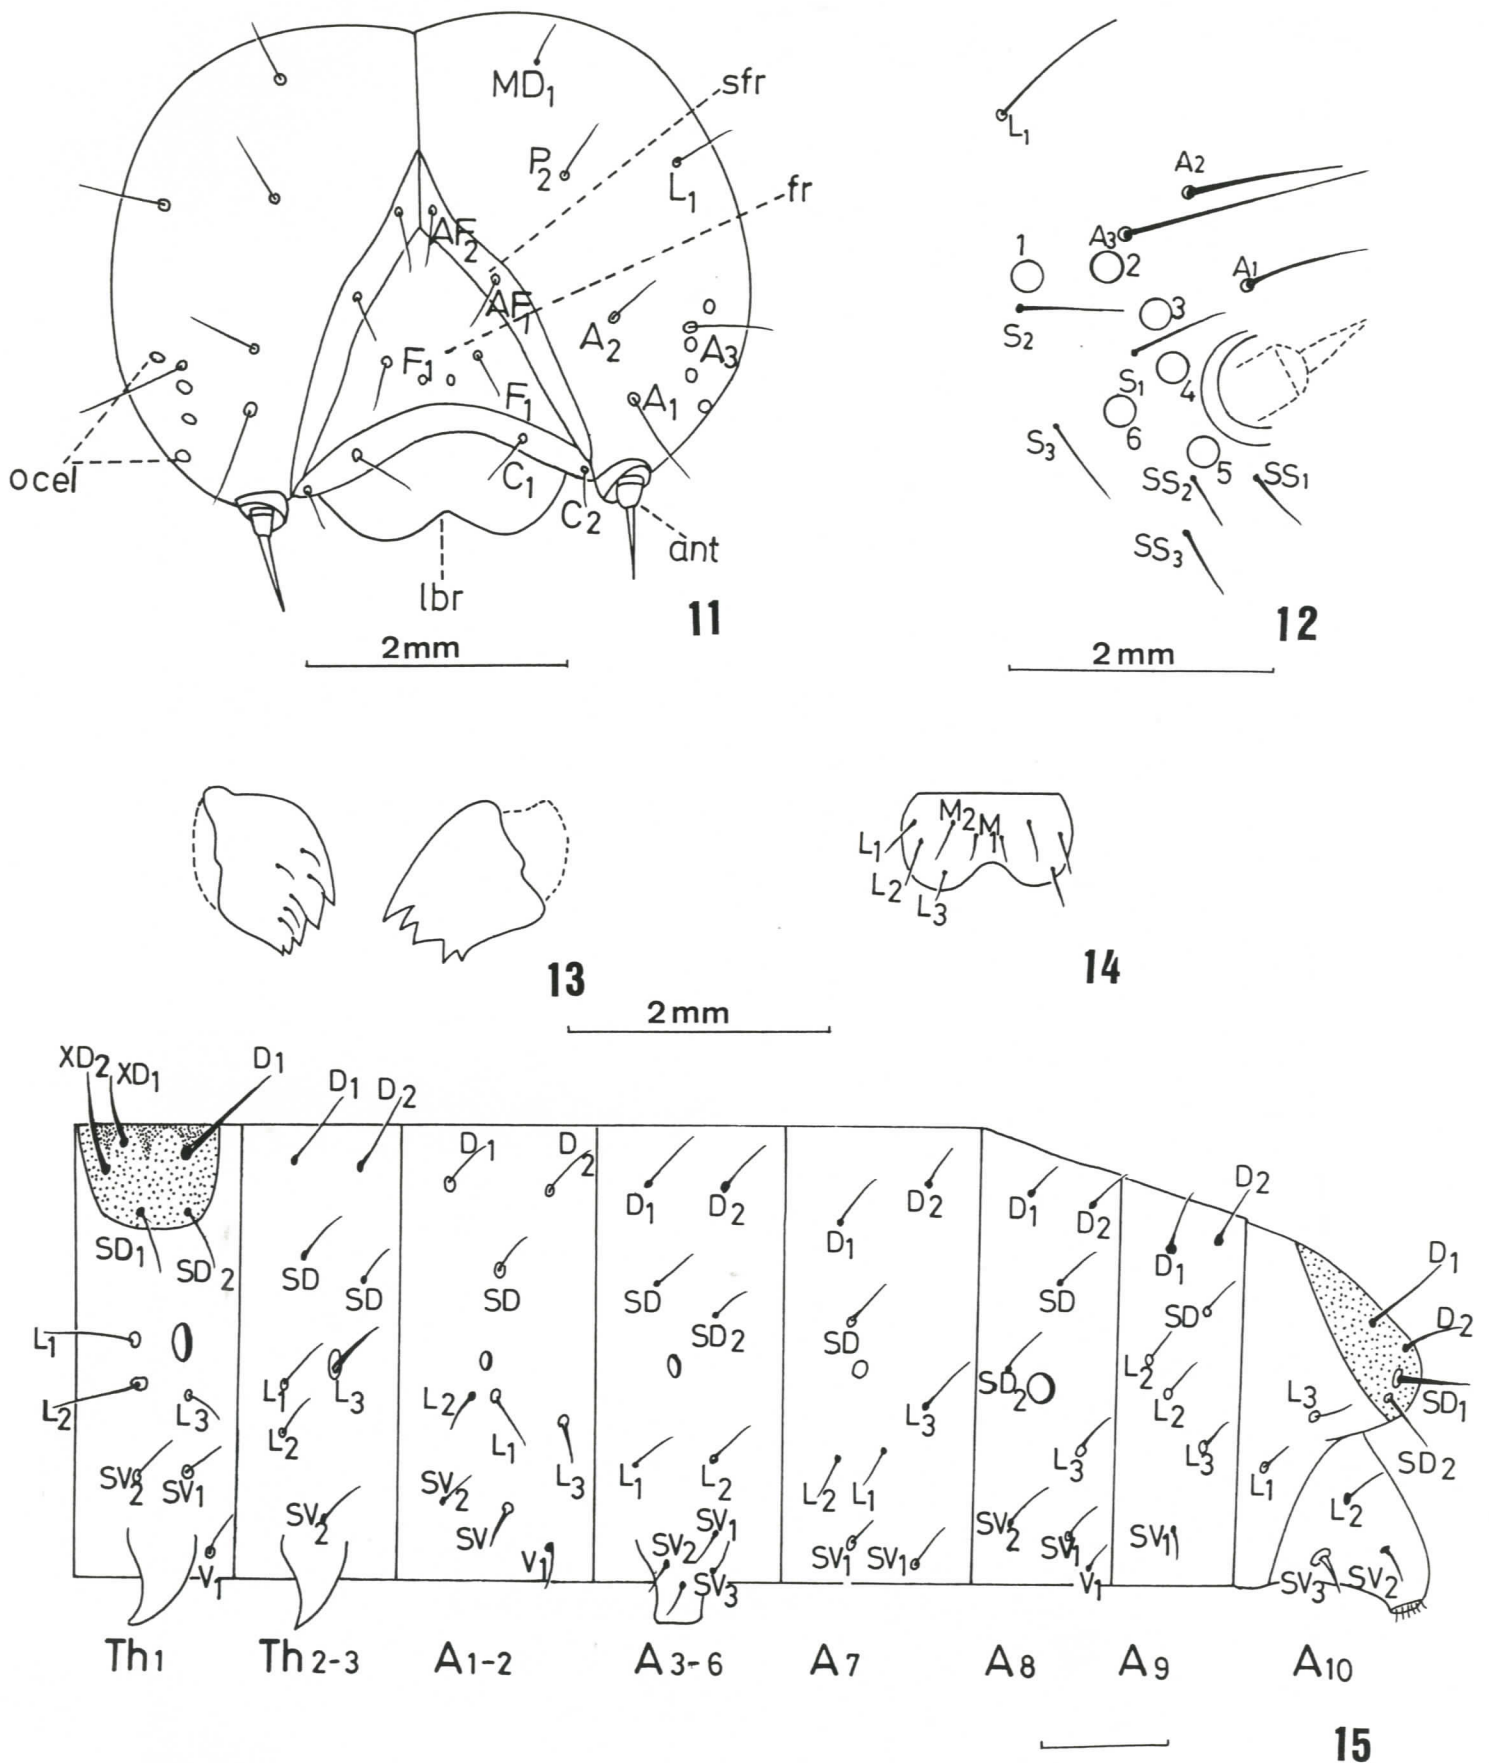 MD1
sfr
P2
L1
fr
AF2
AF1
A2
A3
F1
F1
A1
ocel
C1
C2
ant
lbr
11
2mm
L1
A2
A3
1
2
A1
3
S2
S1
4
6
S3
5
SS2
SS1
SS3
12
2mm
13
M2 M1
L1
L2
L3
14
2mm
XD2 XD1 D1
SD1 SD2
L1
L2
L3
SV2 SV1
V1
Th1
D1 D2
SD
SD
L1 L3
L2
SV2
Th2-3
D1 D2
SD
L2
L1
L3
SV2
SV
V1
A1-2
D1 D2
SD
SD2
L1 L2
SV1
SV2
SV3
A3-6
D2
D1
SD
L3
L2 L1
SV1 SV1
A7
D1 D2
SD
SD2
L3
SV2
SV1
V1
A8
D2
D1
SD
L2
L2
L3
SV1
A9
D1
D2
L3
SD1
SD2
L1
L2
SV3 SV2
A10
15